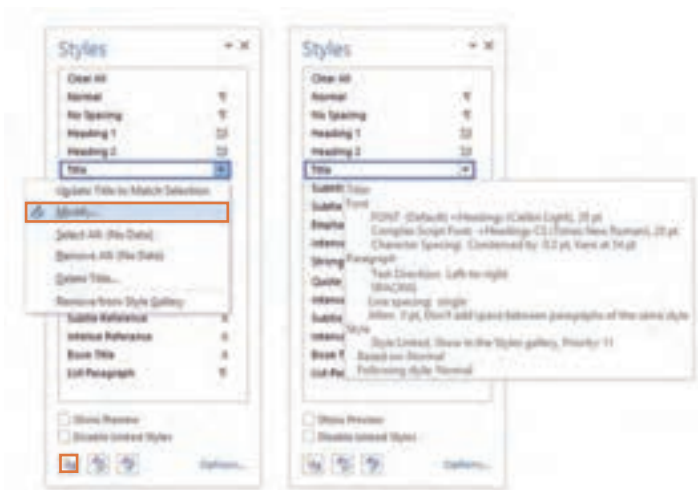 Styles
Clear All
Normal
No Spacing
Heading 1
Heading 2
Title
Update Title to Match Selection
Modify...
Select All: (No Data)
Remove All: (No Data)
Delete Title...
Remove from Style Gallery
Subtle Reference
Intense Reference
Book Title
List Paragraph
Show Preview
Disable Linked Styles
Options...
Styles
Clear All
Normal
No Spacing
Heading 1
Heading 2
Title
Title:
Font
FONT: (Default) +Headings (Calibri Light), pt
Complex Script Font: +Headings CS (Times New Roman), pt
Character Spacing: Condensed by pt, Kern at 14 pt
Paragraph
Text Direction: Left-to-right
SPACING
Line spacing: single
After: pt, Don't add space between paragraphs of the same style
Style
Style Linked, Show in the Styles gallery, Priority: 11
Based on: Normal
Following style: Normal
Show Preview
Disable Linked Styles
Options...